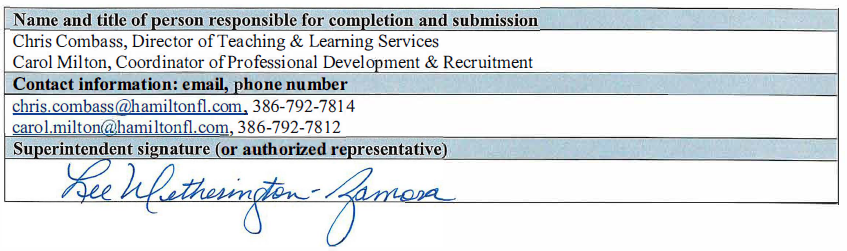 Name and title of person responsible for completion and submission
Chris Combass, Director of Teaching & Learning Services
Carol Milton, Coordinator of Professional Development & Recruitment
Contact information: email, phone number
chris.combass@hamiltonfl.com, 386-792-7814
carol.milton@hamiltonfl.com, 386-792-7812
Superintendent signature (or authorized representative)
Lee Wetherington-Zamora